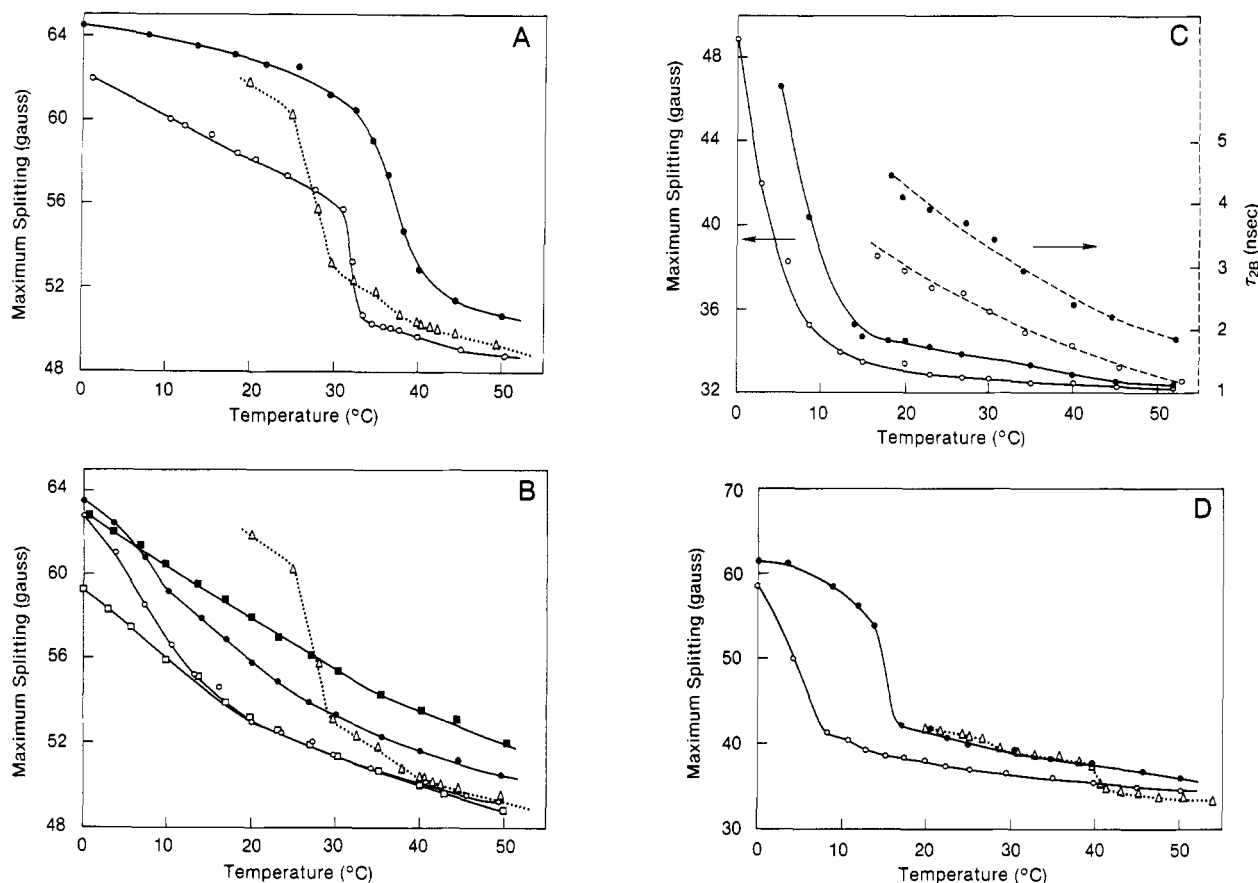 A
Maximum Splitting (gauss)
64
60
56
52
48
0 10 20 30 40 50
Temperature (°C)
B
Maximum Splitting (gauss)
64
60
56
52
48
0 10 20 30 40 50
Temperature (°C)
C
Maximum Splitting (gauss)
48
44
40
36
32
0 10 20 30 40 50
Temperature (°C)
5
4
3
2
1
τ2B (nsec)
D
Maximum Splitting (gauss)
70
60
50
40
30
0 10 20 30 40 50
Temperature (°C)